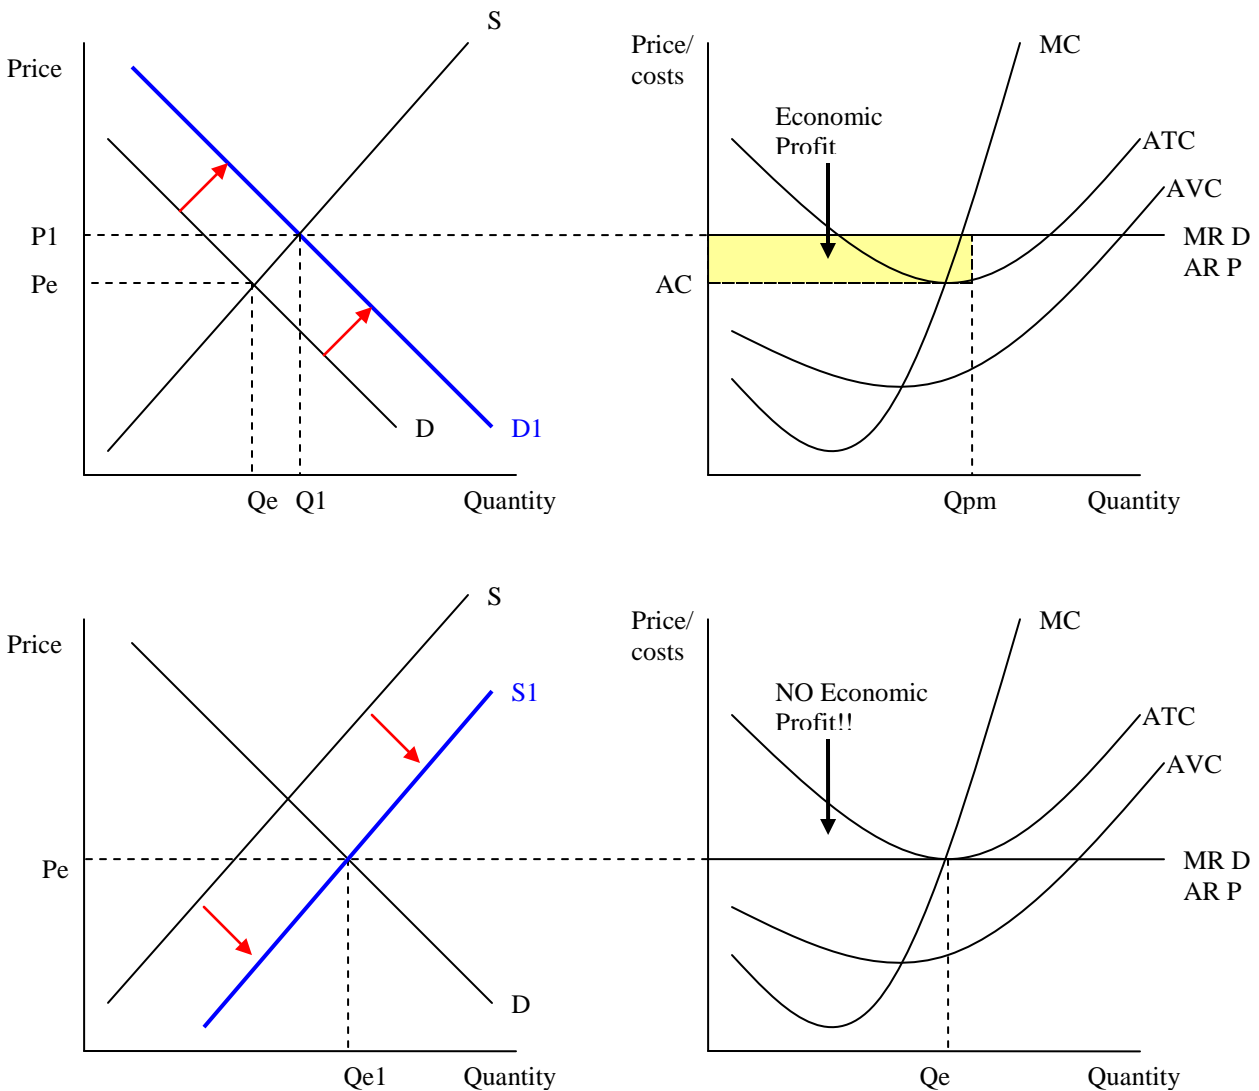 S
Price
P1
Pe
D
D1
Qe Q1 Quantity
Price/
costs
MC
Economic
Profit
ATC
AVC
MR D
AR P
AC
Qpm Quantity
S
Price
S1
Pe
D
Qe1 Quantity
Price/
costs
MC
NO Economic
Profit!!
ATC
AVC
MR D
AR P
Qe Quantity